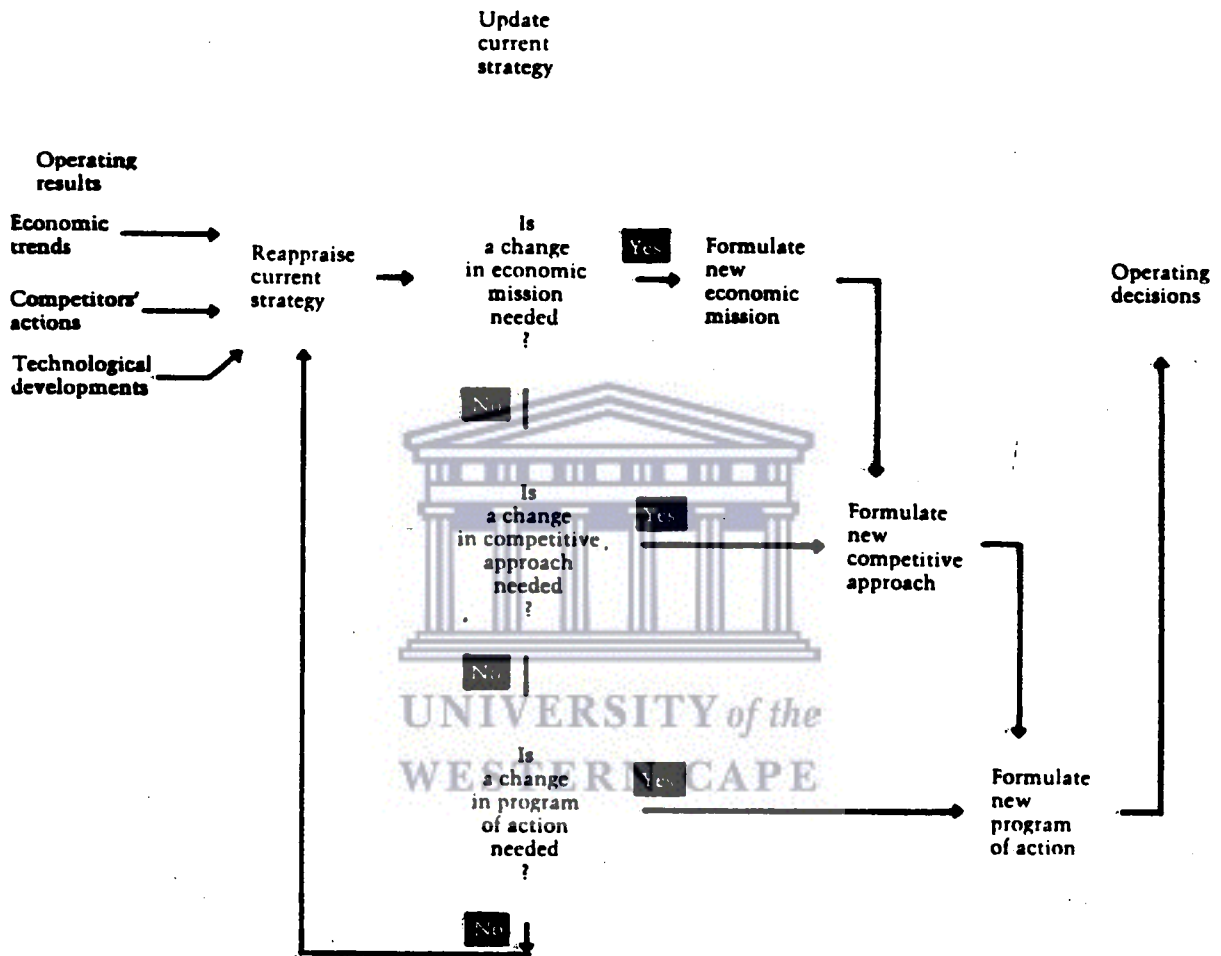 Update
current
strategy
Operating
results
Economic
trends
Competitors'
actions
Technological
developments
Reappraise
current
strategy
Is
a change
in economic
mission
needed
?
Yes
Formulate
new
economic
mission
Operating
decisions
No
Is
a change
in competitive
approach
needed
?
Yes
Formulate
new
competitive
approach
No
UNIVERSITY of the
WESTERN CAPE
Is
a change
in program
of action
needed
?
Yes
Formulate
new
program
of action
No